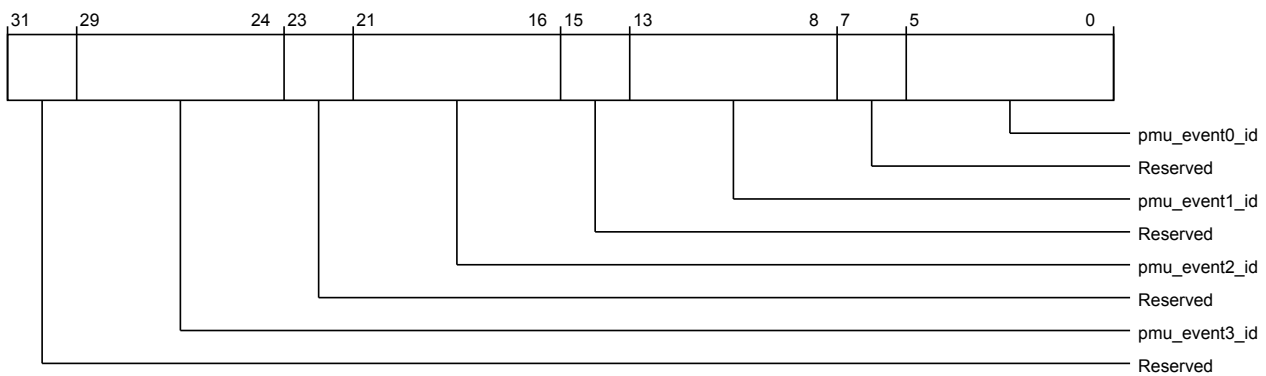 31 29 24 23 21 16 15 13 8 7 5 0
pmu_event0_id
Reserved
pmu_event1_id
Reserved
pmu_event2_id
Reserved
pmu_event3_id
Reserved